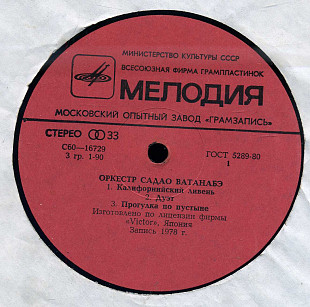 МИНИСТЕРСТВО КУЛЬТУРЫ СССР
ВСЕСОЮЗНАЯ ФИРМА ГРАМПЛАСТИНОК
МЕЛОДИЯ
МОСКОВСКИЙ ОПЫТНЫЙ ЗАВОД «ГРАМЗАПИСЬ»
СТЕРЕО 33
С60—16729
3 гр. 1-90
ГОСТ 5289-80
1
ОРКЕСТР САДАО ВАТАНАБЭ
1. Калифорнийский ливень
2. Дуэт
3. Прогулка по пустыне
Изготовлено по лицензии фирмы
«Victor», Япония
Запись 1978 г.